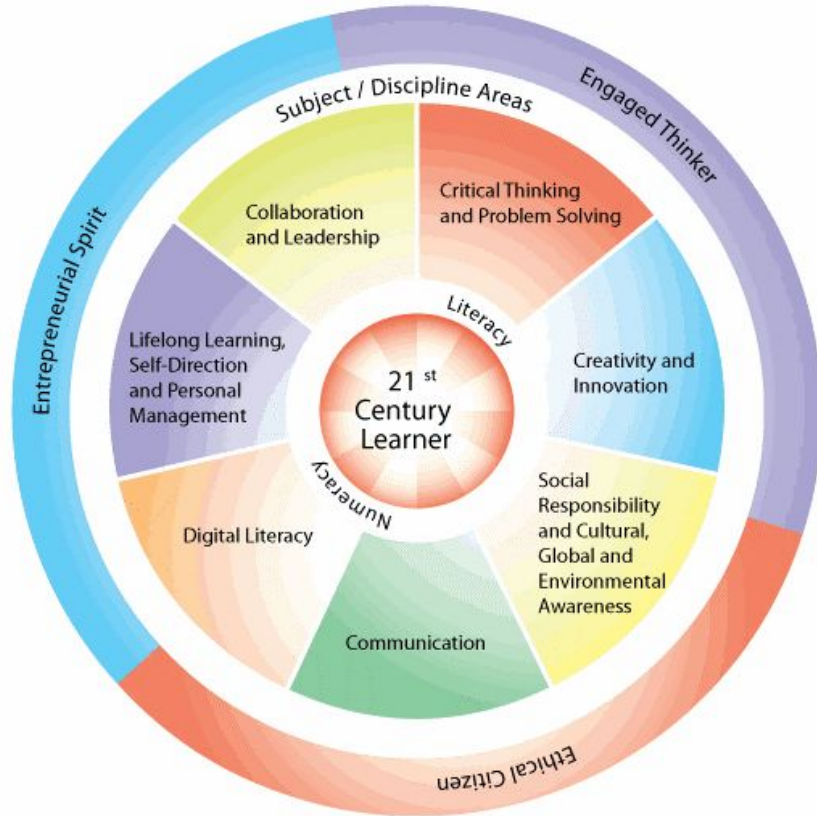 Engaged Thinker
Entrepreneurial Spirit
Ethical Citizen
Subject / Discipline Areas
Critical Thinking
and Problem Solving
Creativity and
Innovation
Social
Responsibility
and Cultural,
Global and
Environmental
Awareness
Communication
Digital Literacy
Lifelong Learning,
Self-Direction
and Personal
Management
Collaboration
and Leadership
Literacy
Numeracy
21 st
Century
Learner